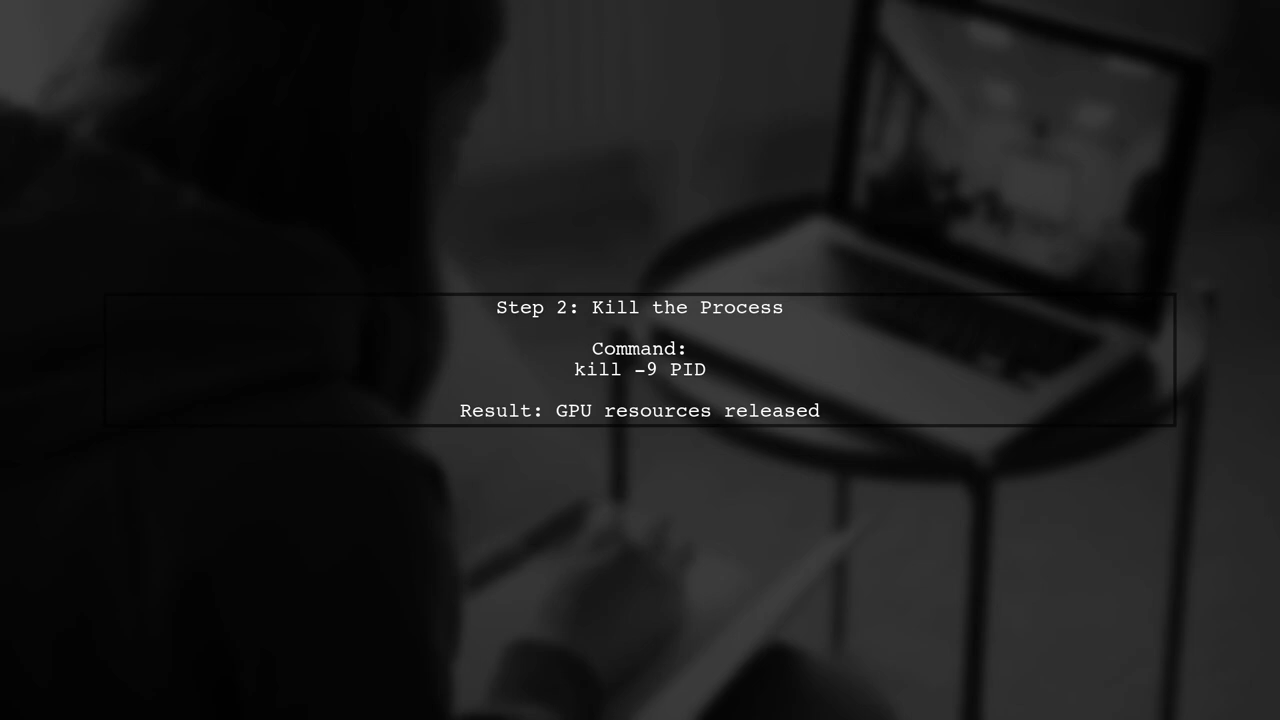 Step 2: Kill the Process
Command:
kill -9 PID
Result: GPU resources released